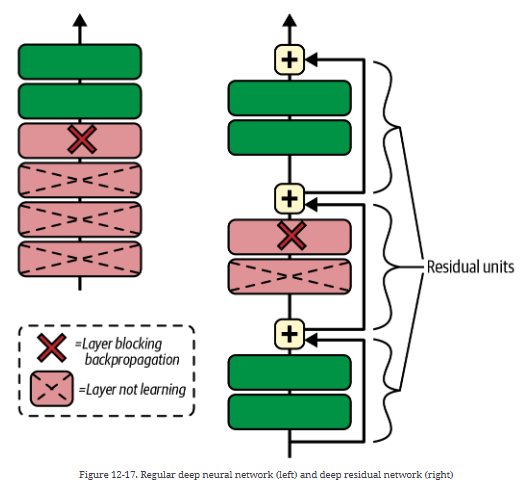 +
+
Residual units
=Layer blocking
backpropagation
+
=Layer not learning
Figure 12-17. Regular deep neural network (left) and deep residual network (right)